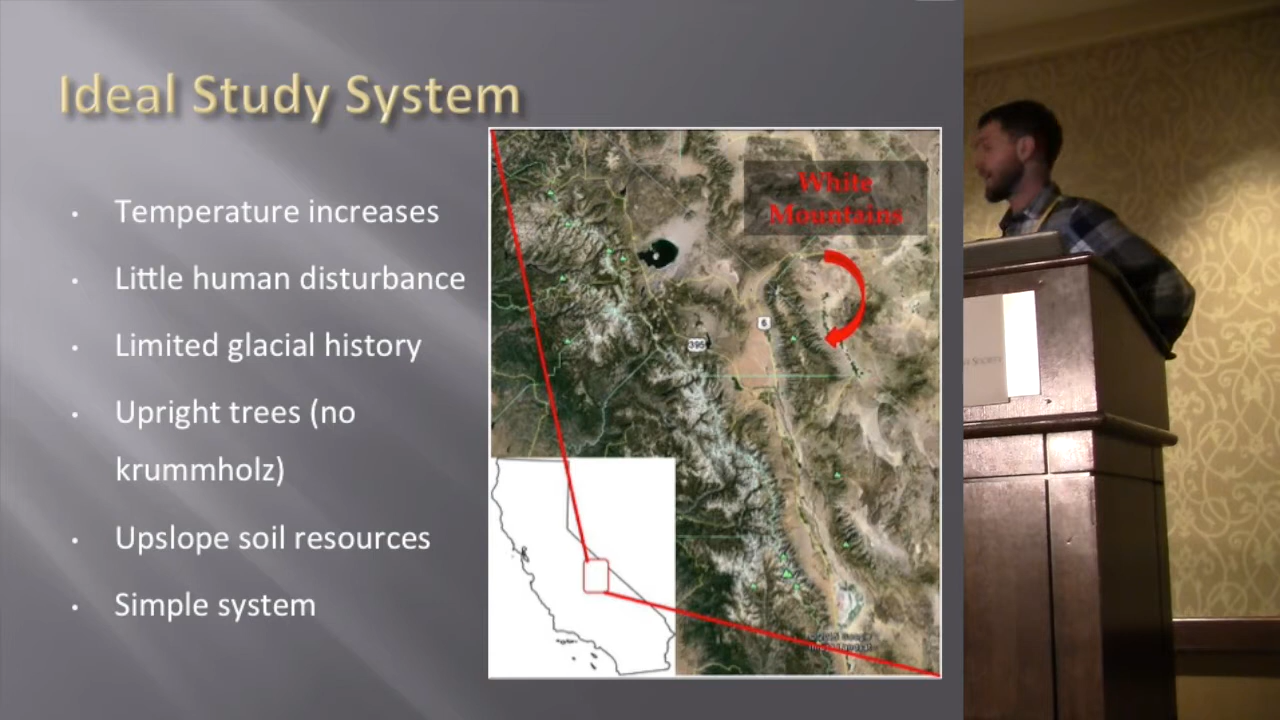 Ideal Study System
• Temperature increases
• Little human disturbance
• Limited glacial history
• Upright trees (no
krummholz)
• Upslope soil resources
• Simple system
White
Mountains
6
395